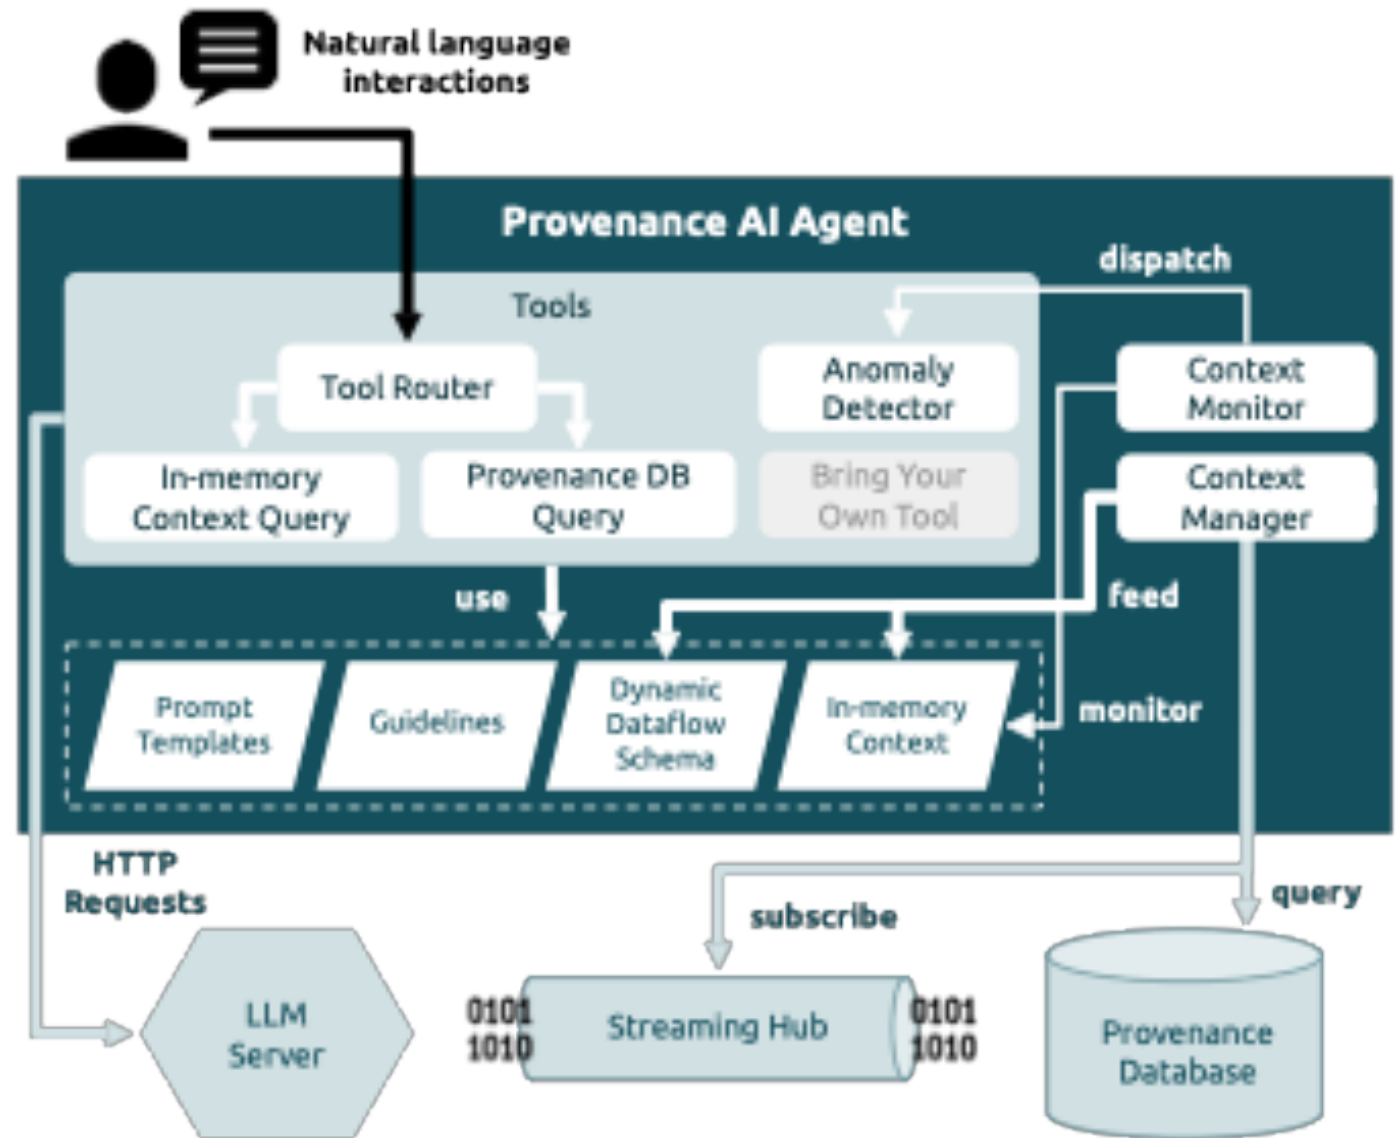 Natural language
interactions
Provenance AI Agent
dispatch
Tools
Tool Router
Anomaly
Detector
Context
Monitor
In-memory
Context Query
Provenance DB
Query
Bring Your
Own Tool
Context
Manager
use
feed
Prompt
Templates
Guidelines
Dynamic
Dataflow
Schema
In-memory
Context
monitor
HTTP
Requests
subscribe
query
LLM
Server
0101
1010
Streaming Hub
0101
1010
Provenance
Database